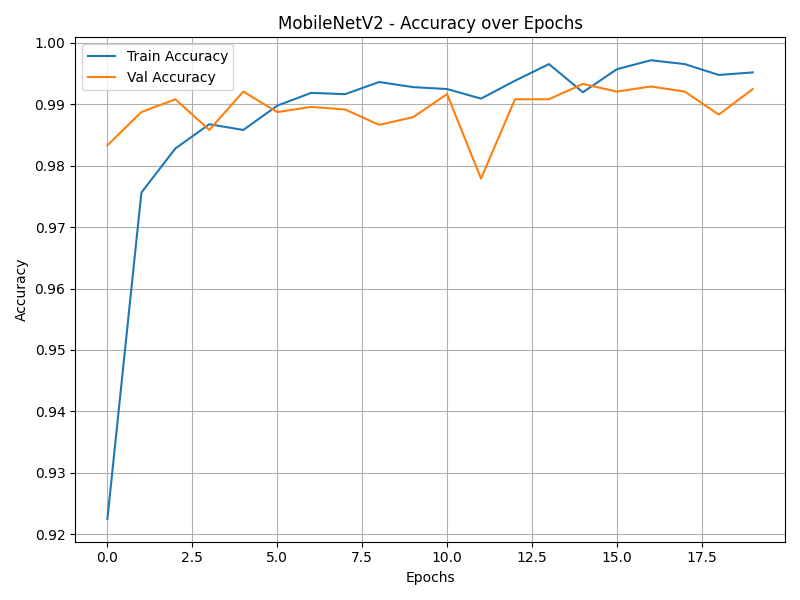 MobileNetV2 - Accuracy over Epochs
Train Accuracy
Val Accuracy
1.00
0.99
0.98
0.97
0.96
0.95
0.94
0.93
0.92
Accuracy
0.0 2.5 5.0 7.5 10.0 12.5 15.0 17.5
Epochs